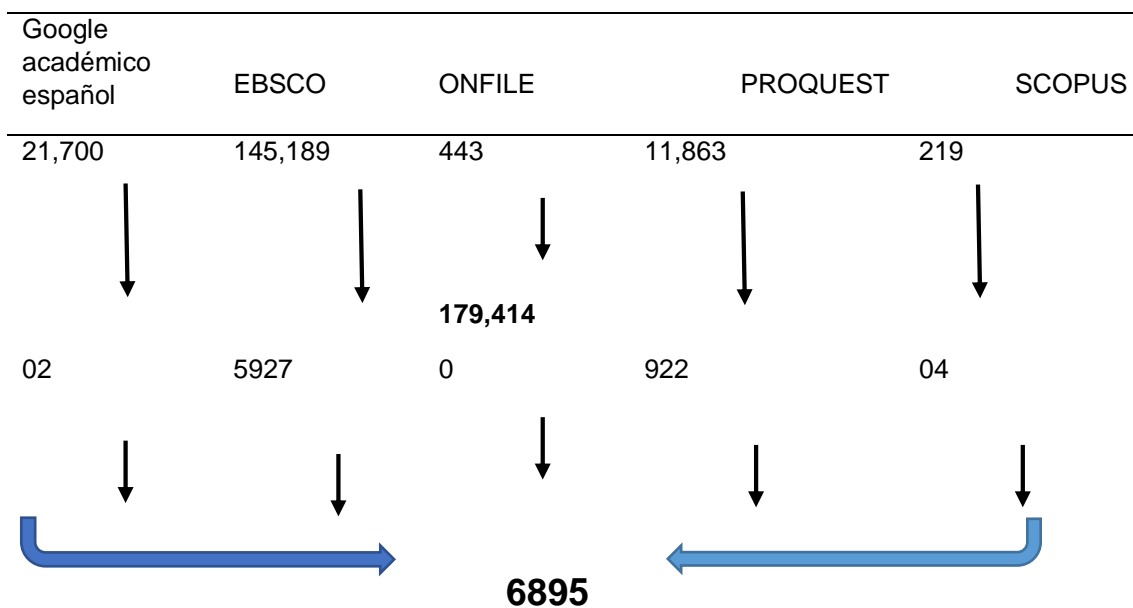 Google
académico
español
EBSCO
ONFILE
PROQUEST
SCOPUS
21,700
145,189
443
11,863
219
179,414
02
5927
0
922
04
6895